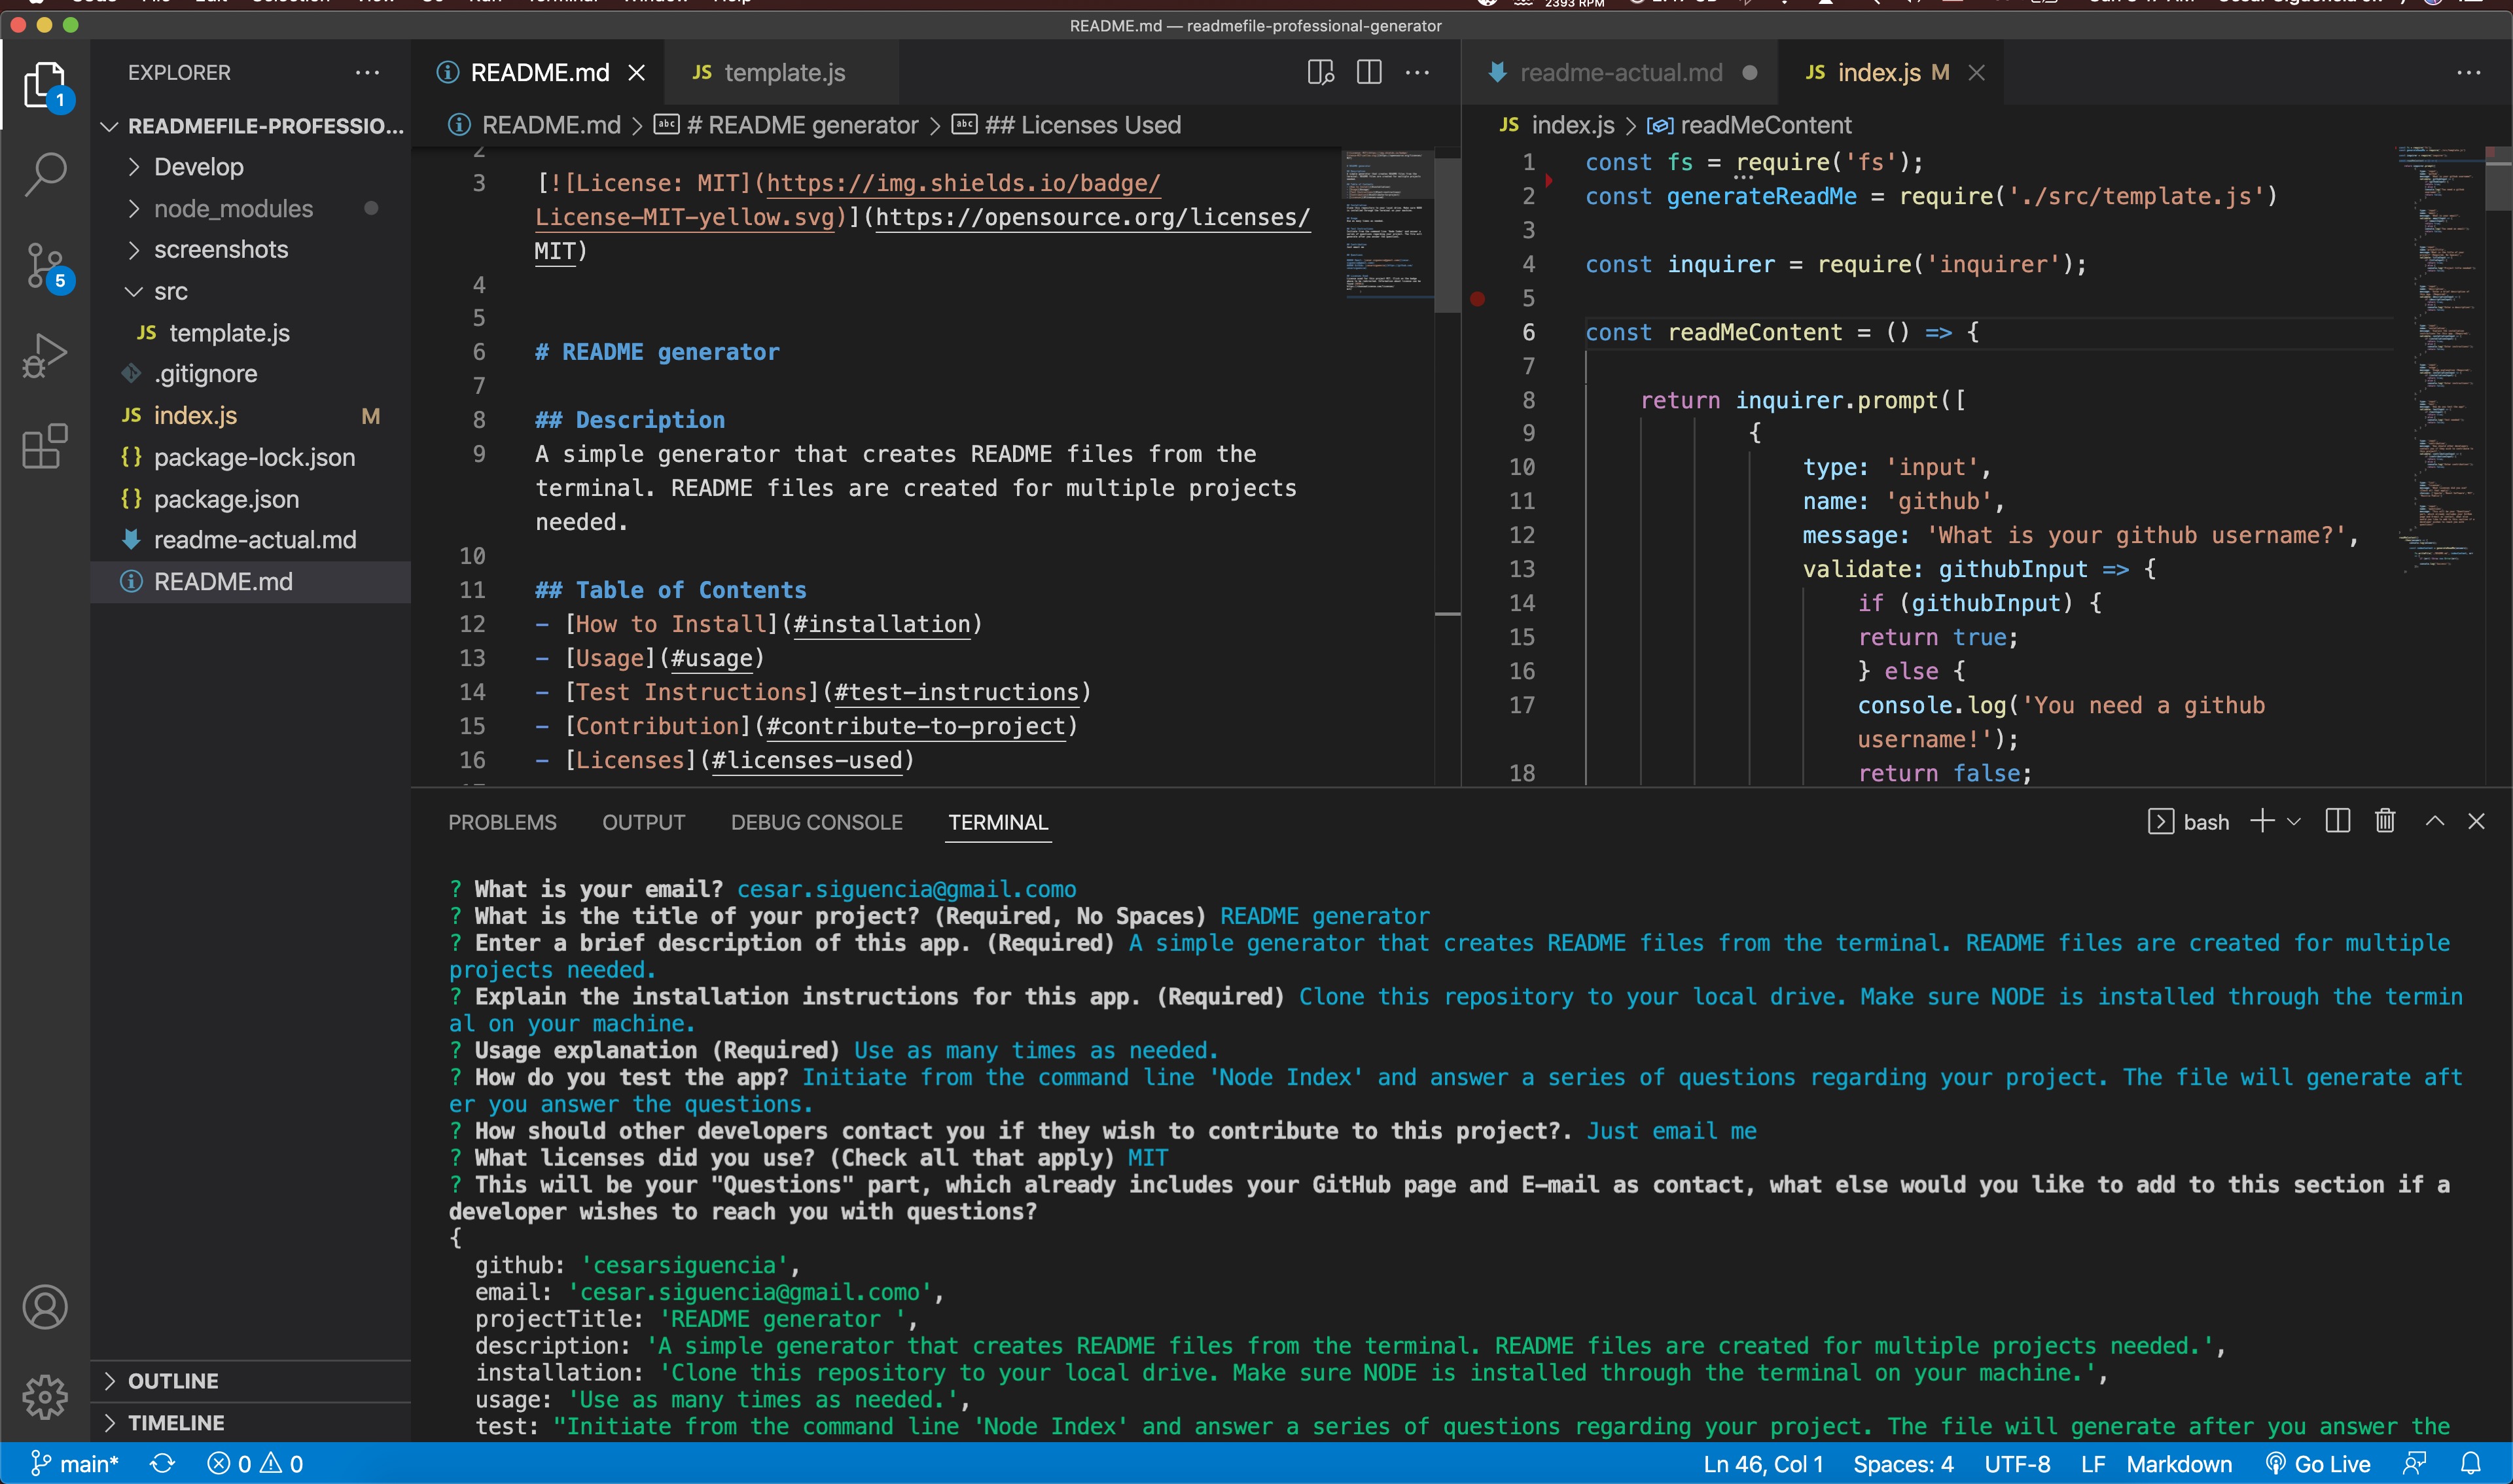 2393 RPM
README.md — readmefile-professional-generator
EXPLORER
1
5
READMEFILE-PROFESSIO...
Develop
node_modules
screenshots
src
JS template.js
.gitignore
JS index.js M
{} package-lock.json
{} package.json
readme-actual.md
README.md
OUTLINE
TIMELINE
README.md
JS template.js
README.md > # README generator > ## Licenses Used
2
3 [![License: MIT](https://img.shields.io/badge/
License-MIT-yellow.svg)](https://opensource.org/licenses/
MIT)
4
5
6 # README generator
7
8 ## Description
9 A simple generator that creates README files from the
terminal. README files are created for multiple projects
needed.
10
11 ## Table of Contents
12 - [How to Install](#installation)
13 - [Usage](#usage)
14 - [Test Instructions](#test-instructions)
15 - [Contribution](#contribute-to-project)
16 - [Licenses](#licenses-used)
readme-actual.md
JS index.js M
JS index.js > readMeContent
1 const fs = require('fs');
2 const generateReadMe = require('./src/template.js')
3
4 const inquirer = require('inquirer');
5
6 const readMeContent = () => {
7
8 return inquirer.prompt([
9 {
10 type: 'input',
11 name: 'github',
12 message: 'What is your github username?',
13 validate: githubInput => {
14 if (githubInput) {
15 return true;
16 } else {
17 console.log('You need a github
username!');
18 return false;
PROBLEMS OUTPUT DEBUG CONSOLE TERMINAL
bash
? What is your email? cesar.siguencia@gmail.como
? What is the title of your project? (Required, No Spaces) README generator
? Enter a brief description of this app. (Required) A simple generator that creates README files from the terminal. README files are created for multiple
projects needed.
? Explain the installation instructions for this app. (Required) Clone this repository to your local drive. Make sure NODE is installed through the termin
al on your machine.
? Usage explanation (Required) Use as many times as needed.
? How do you test the app? Initiate from the command line 'Node Index' and answer a series of questions regarding your project. The file will generate aft
er you answer the questions.
? How should other developers contact you if they wish to contribute to this project?. Just email me
? What licenses did you use? (Check all that apply) MIT
? This will be your "Questions" part, which already includes your GitHub page and E-mail as contact, what else would you like to add to this section if a
developer wishes to reach you with questions?
{
github: 'cesarsiguencia',
email: 'cesar.siguencia@gmail.como',
projectTitle: 'README generator ',
description: 'A simple generator that creates README files from the terminal. README files are created for multiple projects needed.',
installation: 'Clone this repository to your local drive. Make sure NODE is installed through the terminal on your machine.',
usage: 'Use as many times as needed.',
test: "Initiate from the command line 'Node Index' and answer a series of questions regarding your project. The file will generate after you answer the
main* 0 0
Ln 46, Col 1 Spaces: 4 UTF-8 LF Markdown Go Live